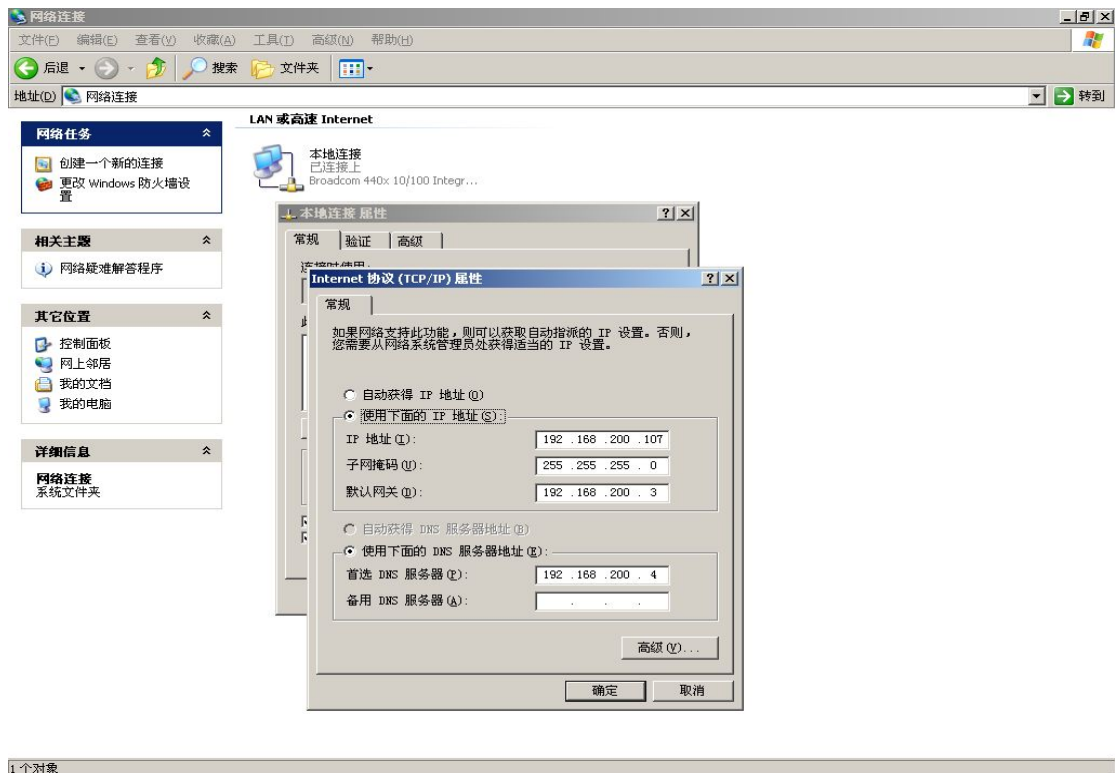 网络连接
文件(F) 编辑(E) 查看(V) 收藏(A) 工具(T) 高级(N) 帮助(H)
后退 搜索 文件夹
地址(D) 网络连接 转到
网络任务
创建一个新的连接
更改 Windows 防火墙设
置
相关主题
网络疑难解答程序
其它位置
控制面板
网上邻居
我的文档
我的电脑
详细信息
网络连接
系统文件夹
LAN 或高速 Internet
本地连接
已连接上
Broadcom 440x 10/100 Integr...
本地连接 属性
常规 验证 高级
连接时使用:
Internet 协议 (TCP/IP) 属性
常规
如果网络支持此功能，则可以获取自动指派的 IP 设置。否则，
您需要从网络系统管理员处获得适当的 IP 设置。
自动获得 IP 地址(O)
使用下面的 IP 地址(S):
IP 地址(I): 192 .168 .200 .107
子网掩码(U): 255 .255 .255 . 0
默认网关(D): 192 .168 .200 . 3
自动获得 DNS 服务器地址(B)
使用下面的 DNS 服务器地址(E):
首选 DNS 服务器(P): 192 .168 .200 . 4
备用 DNS 服务器(A): . . .
高级(V)...
确定 取消
1 个对象